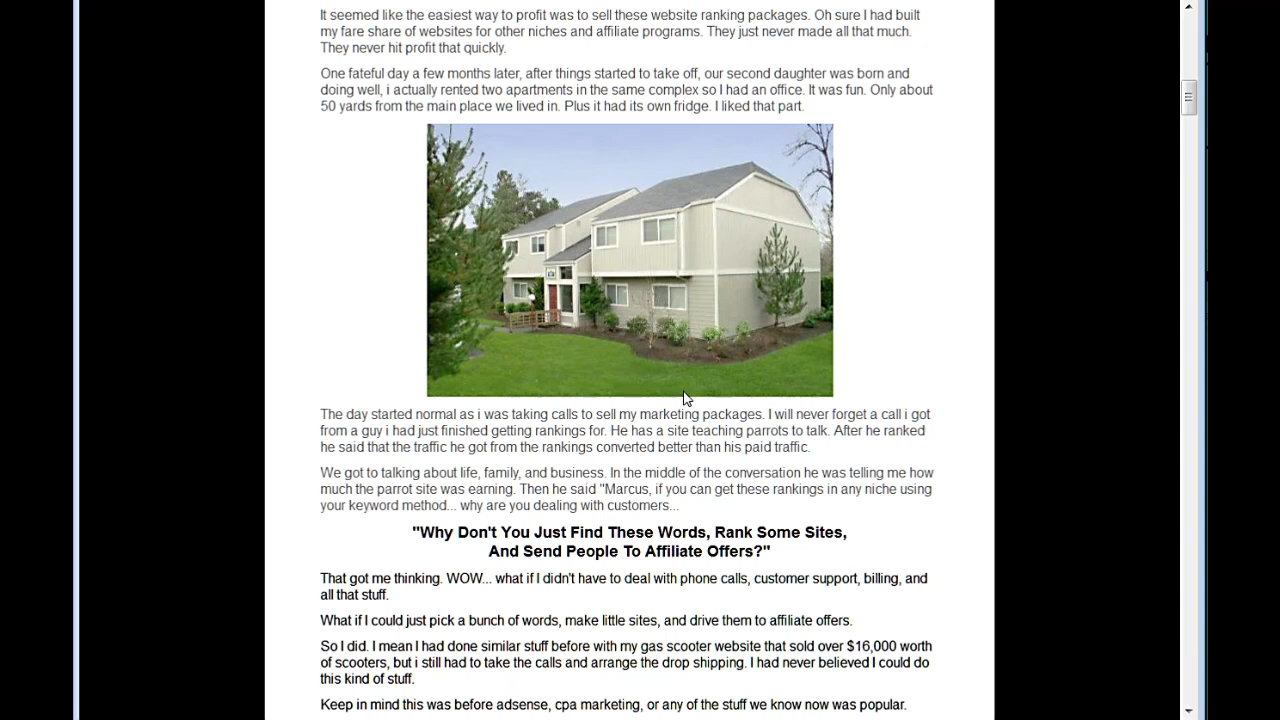 It seemed like the easiest way to profit was to sell these website ranking packages. Oh sure I had built
my fare share of websites for other niches and affiliate programs. They just never made all that much.
They never hit profit that quickly.
One fateful day a few months later, after things started to take off, our second daughter was born and
doing well, i actually rented two apartments in the same complex so I had an office. It was fun. Only about
50 yards from the main place we lived in. Plus it had its own fridge. I liked that part.
The day started normal as i was taking calls to sell my marketing packages. I will never forget a call i got
from a guy i had just finished getting rankings for. He has a site teaching parrots to talk. After he ranked
he said that the traffic he got from the rankings converted better than his paid traffic.
We got to talking about life, family, and business. In the middle of the conversation he was telling me how
much the parrot site was earning. Then he said "Marcus, if you can get these rankings in any niche using
your keyword method... why are you dealing with customers...
"Why Don't You Just Find These Words, Rank Some Sites,
And Send People To Affiliate Offers?"
That got me thinking. WOW... what if I didn't have to deal with phone calls, customer support, billing, and
all that stuff.
What if I could just pick a bunch of words, make little sites, and drive them to affiliate offers.
So I did. I mean I had done similar stuff before with my gas scooter website that sold over $16,000 worth
of scooters, but i still had to take the calls and arrange the drop shipping. I had never believed I could do
this kind of stuff.
Keep in mind this was before adsense, cpa marketing, or any of the stuff we know now was popular.